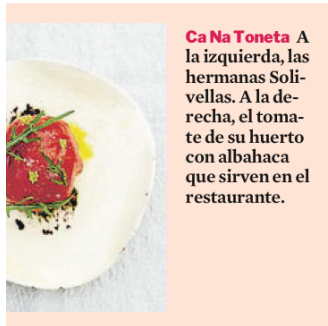 Ca Na Toneta A
la izquierda, las
hermanas Soli-
vellas. A la de-
recha, el toma-
te de su huerto
con albahaca
que sirven en el
restaurante.